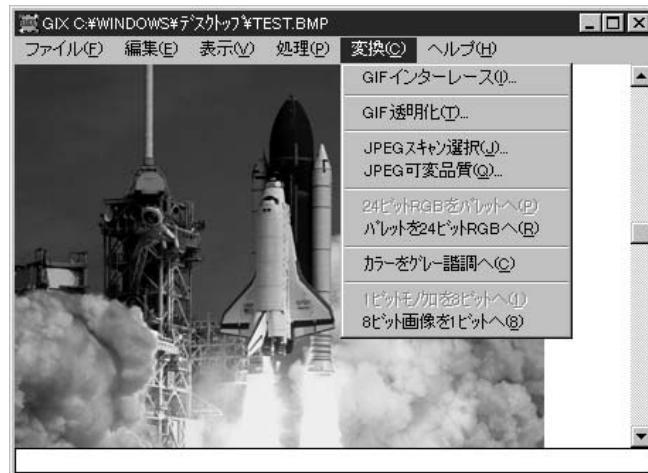 GIX C:¥WINDOWS¥ﾃﾞｽｸﾄｯﾌﾟ¥TEST.BMP
ファイル(F) 編集(E) 表示(V) 処理(P) 変換(C) ヘルプ(H)
GIFインターレース(I)...
GIF透明化(T)...
JPEGスキャン選択(J)...
JPEG可変品質(Q)...
24ﾋﾞｯﾄRGBをﾊﾟﾚｯﾄへ(P)
ﾊﾟﾚｯﾄを24ﾋﾞｯﾄRGBへ(R)
ｶﾗｰをｸﾞﾚｰ諧調へ(C)
1ﾋﾞｯﾄﾓﾉｸﾛを8ﾋﾞｯﾄへ(1)
8ﾋﾞｯﾄ画像を1ﾋﾞｯﾄへ(8)